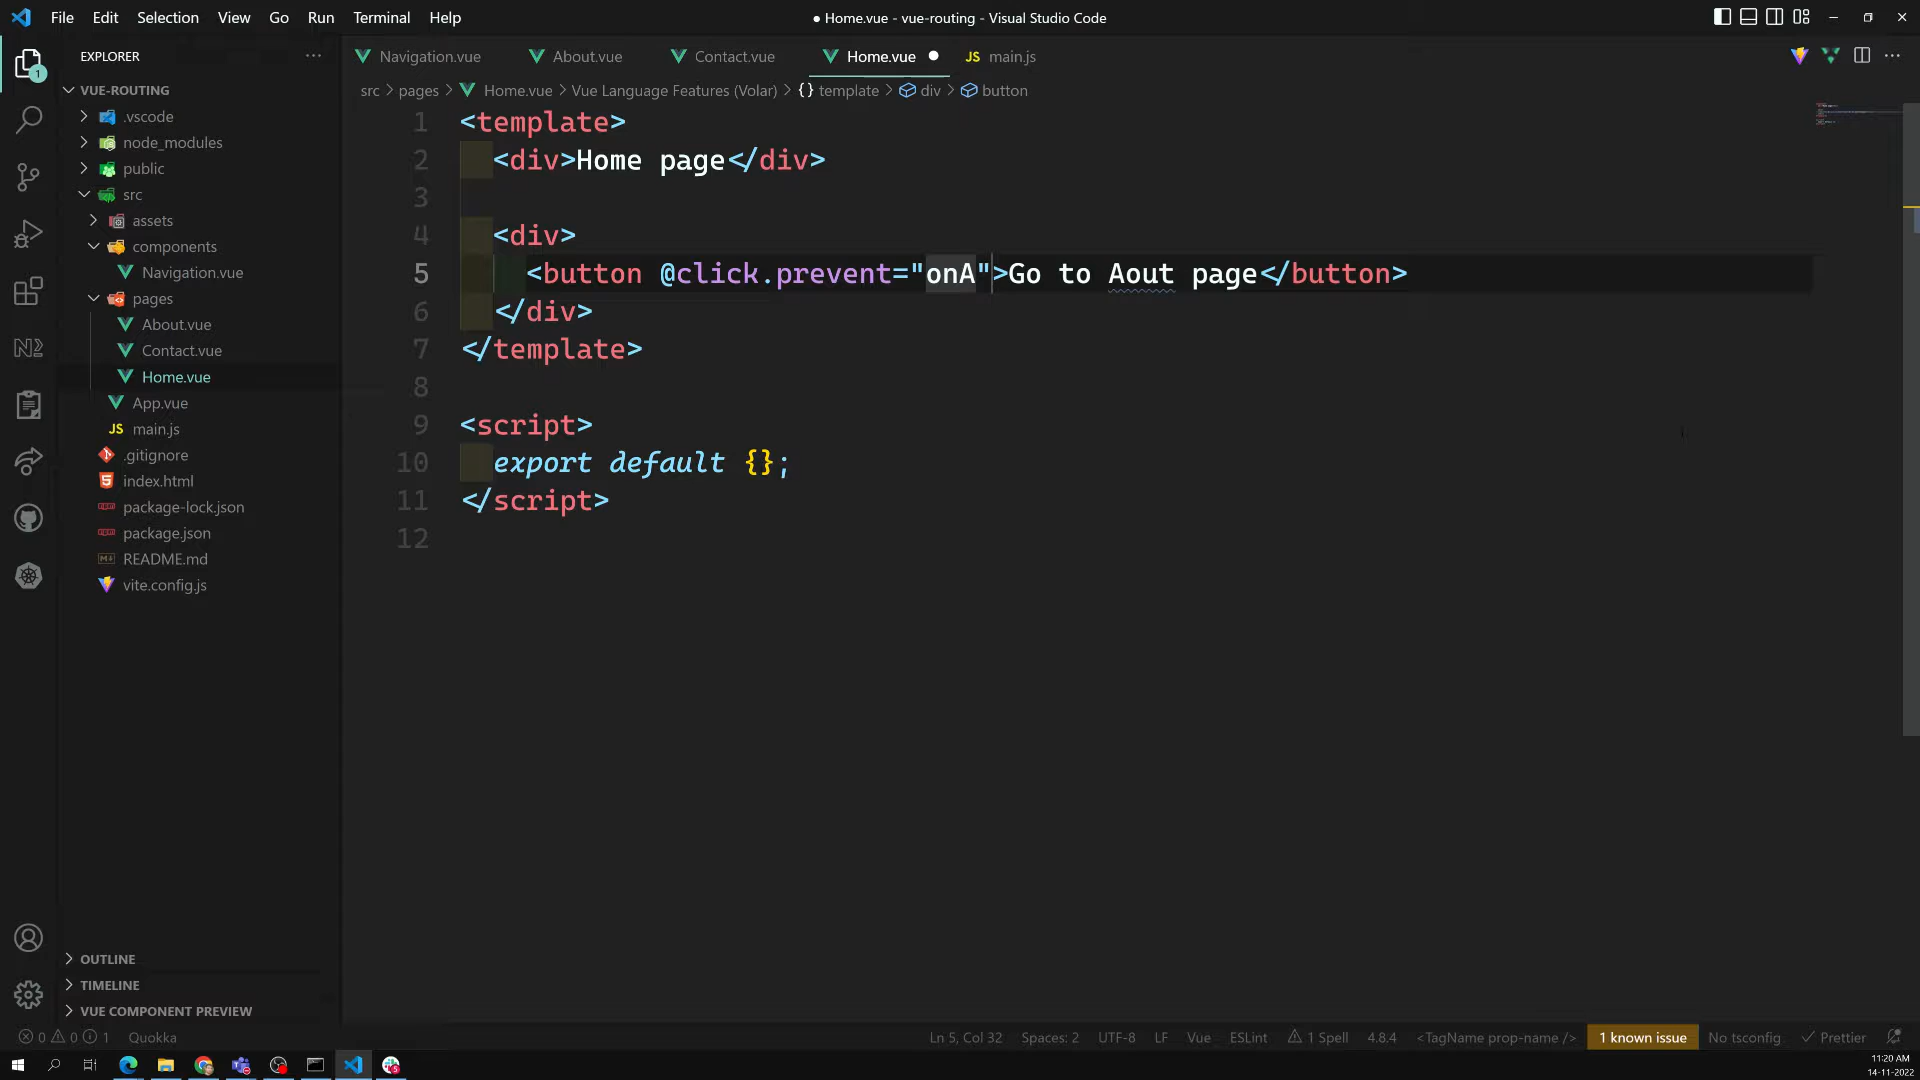 File Edit Selection View Go Run Terminal Help
● Home.vue - vue-routing - Visual Studio Code
EXPLORER
Navigation.vue About.vue Contact.vue Home.vue JS main.js
1
src > pages > Home.vue > Vue Language Features (Volar) > {} template > div > button
VUE-ROUTING
.vscode
node_modules
public
src
assets
components
Navigation.vue
pages
About.vue
Contact.vue
Home.vue
App.vue
JS main.js
.gitignore
index.html
package-lock.json
package.json
README.md
vite.config.js
1 <template>
2 <div>Home page</div>
3
4 <div>
5 <button @click.prevent="onA">Go to Aout page</button>
6 </div>
7 </template>
8
9 <script>
10 export default {};
11 </script>
12
OUTLINE
TIMELINE
VUE COMPONENT PREVIEW
0 0 1 Quokka
Ln 5, Col 32 Spaces: 2 UTF-8 LF Vue ESLint 1 Spell 4.8.4 <TagName prop-name /> 1 known issue No tsconfig Prettier
11:20 AM
14-11-2022